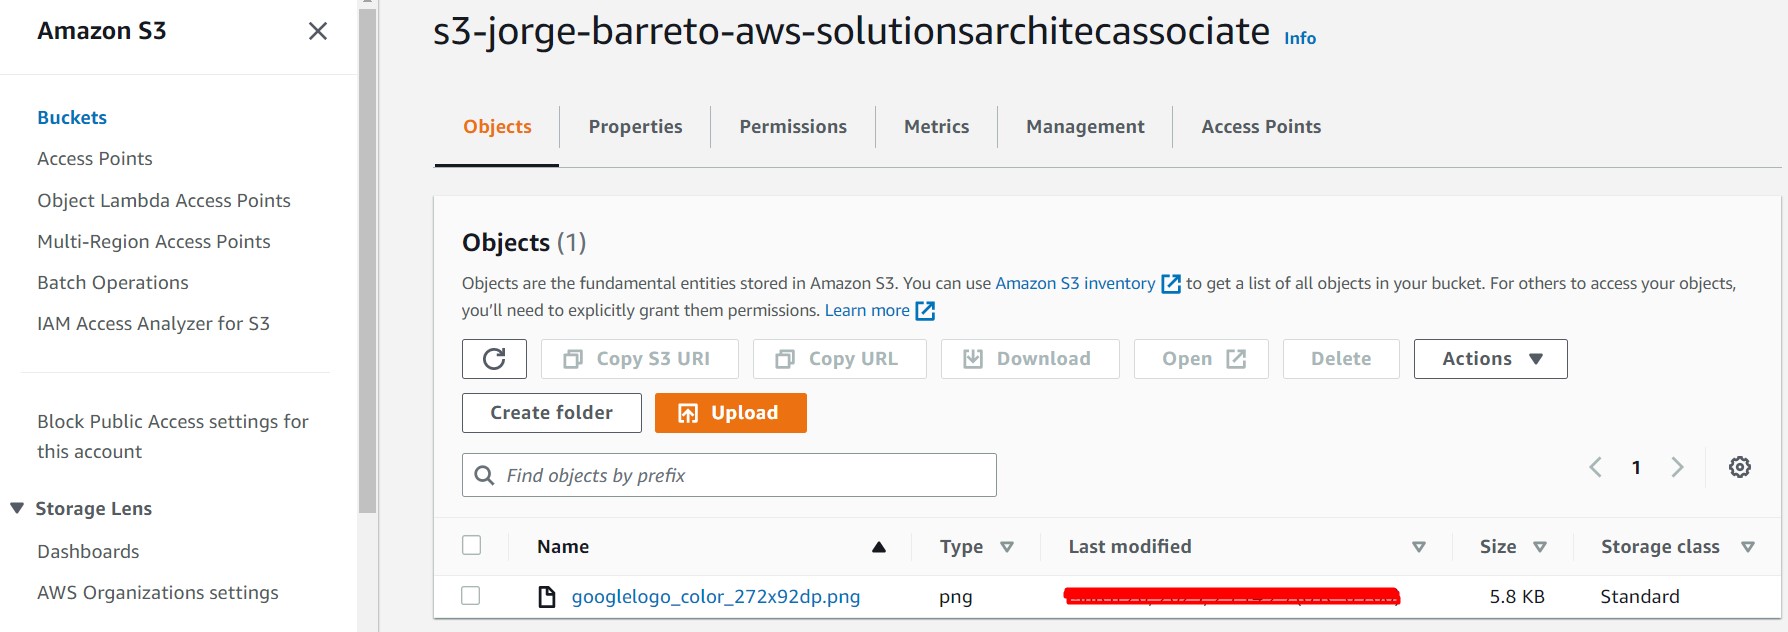 Amazon S3
Buckets
Access Points
Object Lambda Access Points
Multi-Region Access Points
Batch Operations
IAM Access Analyzer for S3
Block Public Access settings for
this account
Storage Lens
Dashboards
AWS Organizations settings
s3-jorge-barreto-aws-solutionsarchitecassociate Info
Objects Properties Permissions Metrics Management Access Points
Objects (1)
Objects are the fundamental entities stored in Amazon S3. You can use Amazon S3 inventory to get a list of all objects in your bucket. For others to access your objects,
you'll need to explicitly grant them permissions. Learn more
Copy S3 URI Copy URL Download Open Delete Actions
Create folder Upload
Find objects by prefix
1
Name Type Last modified Size Storage class
googlelogo_color_272x92dp.png png 5.8 KB Standard